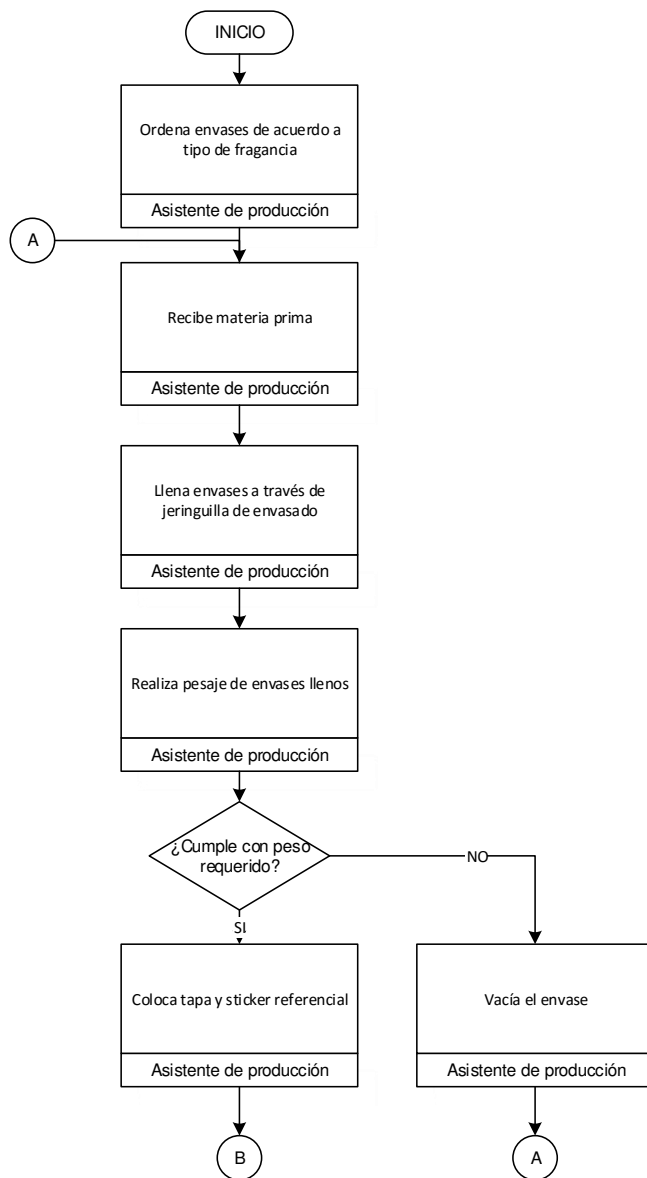 INICIO
Ordena envases de acuerdo a
tipo de fragancia
Asistente de producción
A
Recibe materia prima
Asistente de producción
Llena envases a través de
jeringuilla de envasado
Asistente de producción
Realiza pesaje de envases llenos
Asistente de producción
¿Cumple con peso
requerido?
NO
SI
Coloca tapa y sticker referencial
Asistente de producción
Vacía el envase
Asistente de producción
B
A